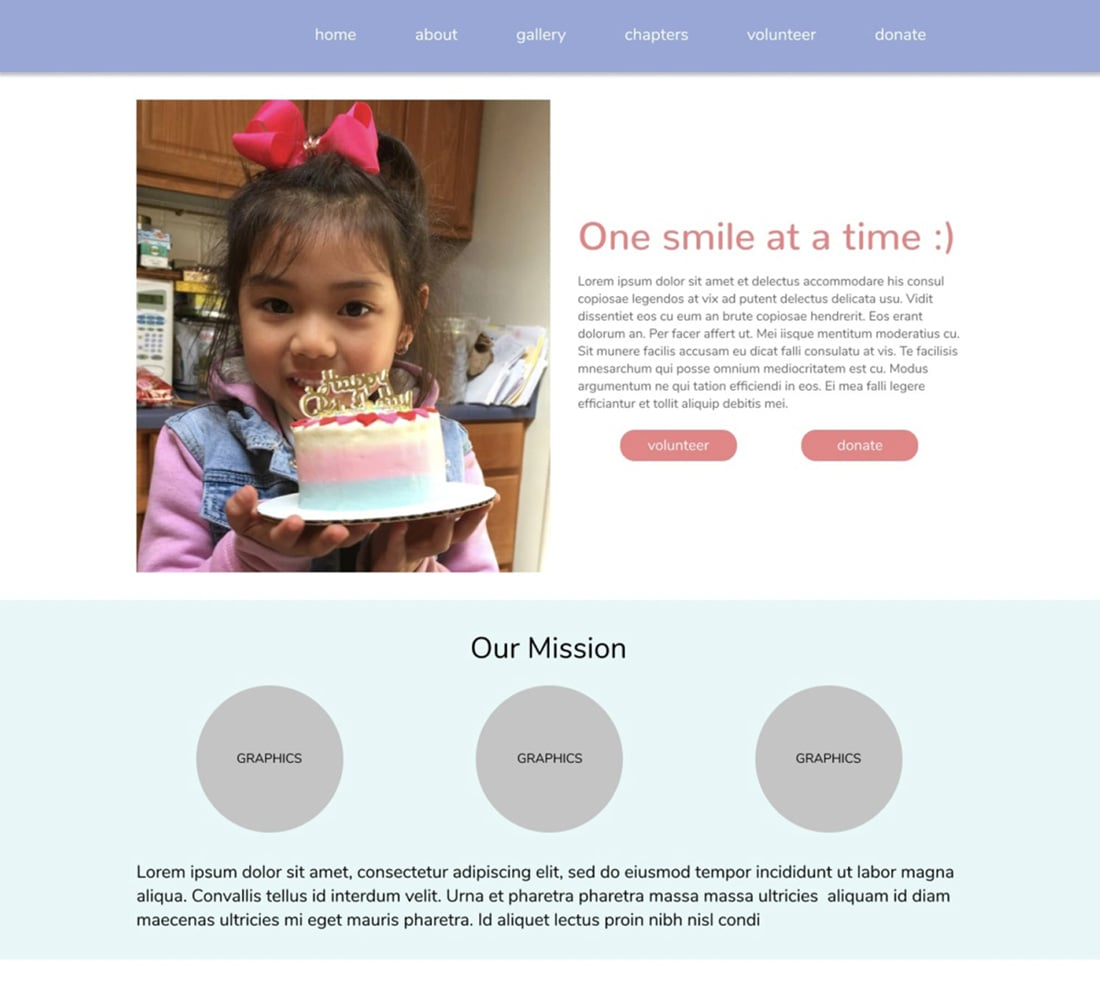 home about gallery chapters volunteer donate
Happy
One smile at a time :)
Lorem ipsum dolor sit amet et delectus accommodare his consul
copiosae legendos at vix ad putent delectus delicata usu. Vidit
dissentiet eos cu eum an brute copiosae hendrerit. Eos erant
dolorum an. Per facer affert ut. Mei iisque mentitum moderatius cu.
Sit munere facilis accusam eu dicat falli consulatu at vis. Te facilisis
mnesarchum qui posse omnium mediocritatem est cu. Modus
argumentum ne qui tation efficiendi in eos. Ei mea falli legere
efficiantur et tollit aliquip debitis mei.
volunteer donate
Our Mission
GRAPHICS GRAPHICS GRAPHICS
Lorem ipsum dolor sit amet, consectetur adipiscing elit, sed do eiusmod tempor incididunt ut labor magna
aliqua. Convallis tellus id interdum velit. Urna et pharetra pharetra massa massa ultricies  aliquam id diam
maecenas ultricies mi eget mauris pharetra. Id aliquet lectus proin nibh nisl condi